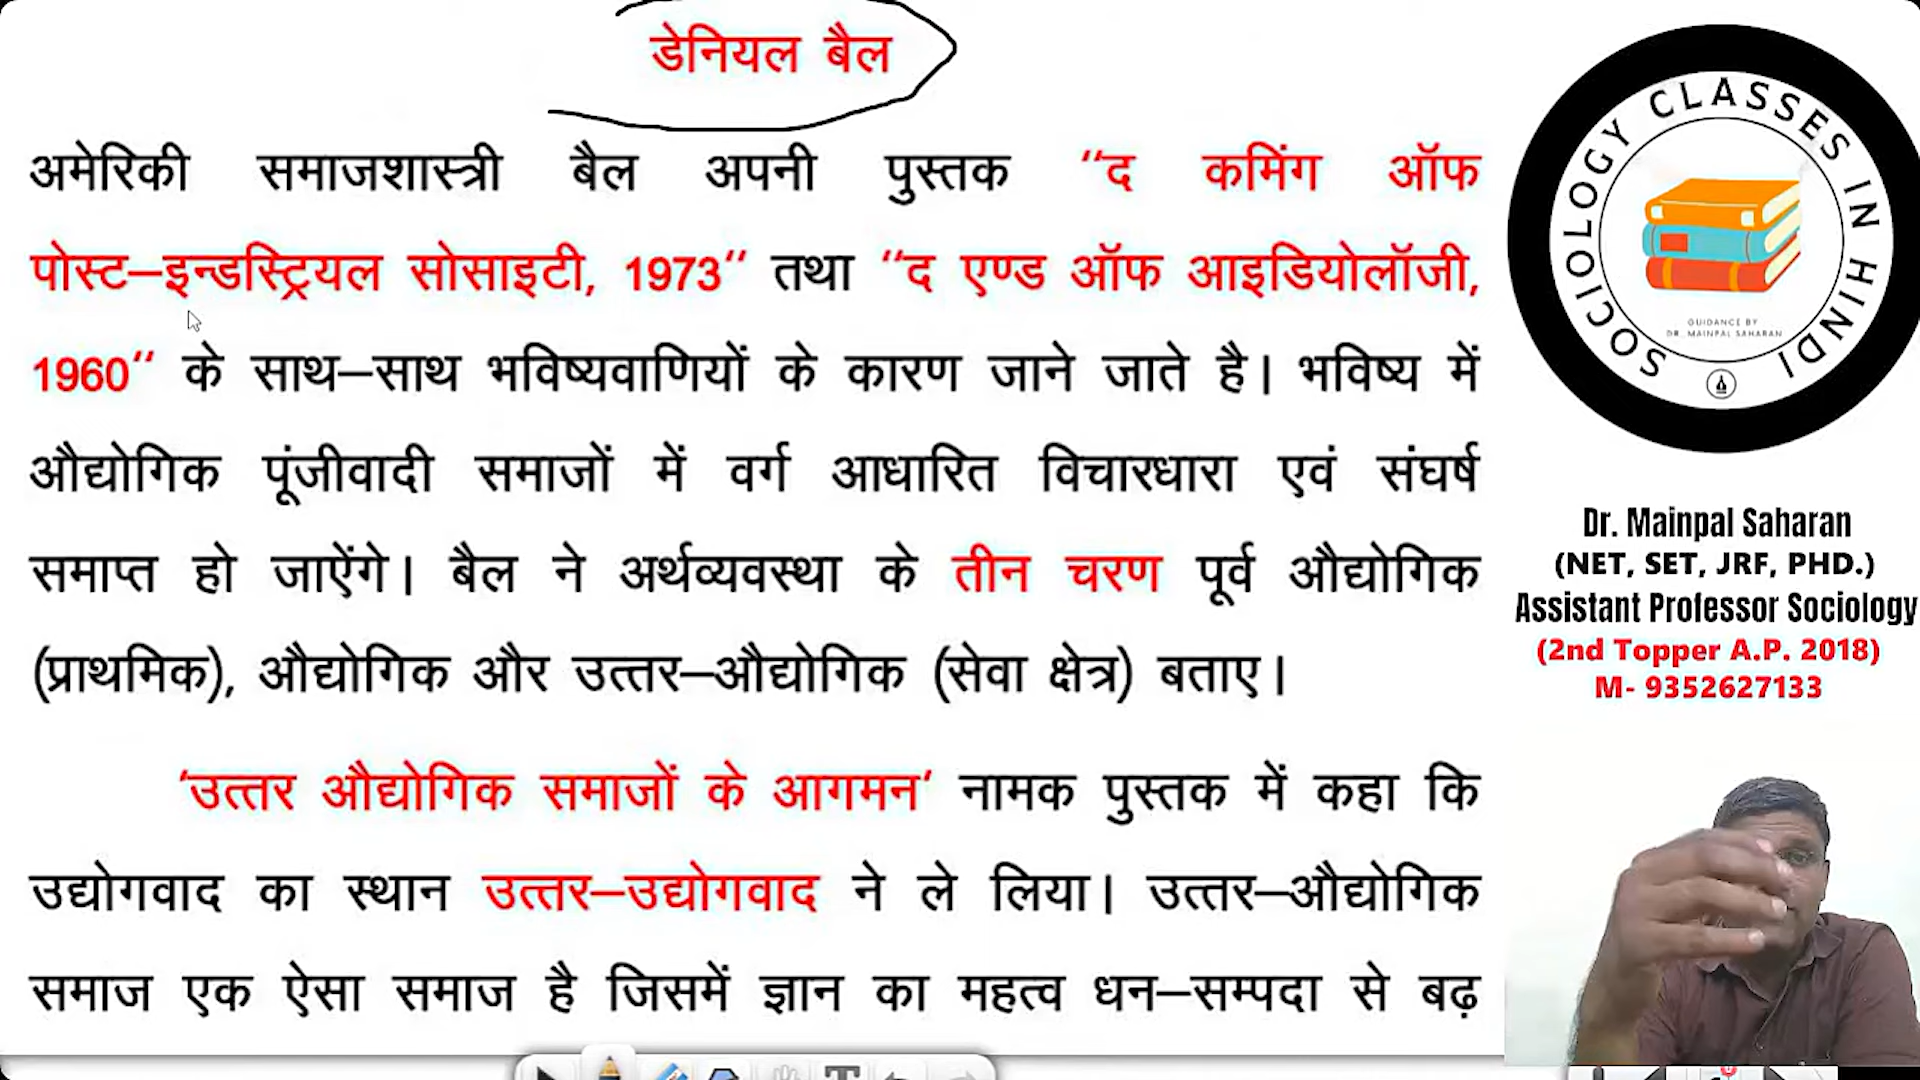 डेनियल बैल
अमेरिकी समाजशास्त्री बैल अपनी पुस्तक “द कमिंग ऑफ
पोस्ट–इन्डस्ट्रियल सोसाइटी, 1973“ तथा “द एण्ड ऑफ आइडियोलॉजी,
1960“ के साथ–साथ भविष्यवाणियों के कारण जाने जाते है। भविष्य में
औद्योगिक पूंजीवादी समाजों में वर्ग आधारित विचारधारा एवं संघर्ष
समाप्त हो जाऐंगे। बैल ने अर्थव्यवस्था के तीन चरण पूर्व औद्योगिक
(प्राथमिक), औद्योगिक और उत्तर–औद्योगिक (सेवा क्षेत्र) बताए।
‘उत्तर औद्योगिक समाजों के आगमन‘ नामक पुस्तक में कहा कि
उद्योगवाद का स्थान उत्तर–उद्योगवाद ने ले लिया। उत्तर–औद्योगिक
समाज एक ऐसा समाज है जिसमें ज्ञान का महत्व धन–सम्पदा से बढ़
SOCIOLOGY CLASSES IN HINDI
GUIDANCE BY
DR. MAINPAL SAHARAN
Dr. Mainpal Saharan
(NET, SET, JRF, PHD.)
Assistant Professor Sociology
(2nd Topper A.P. 2018)
M- 9352627133